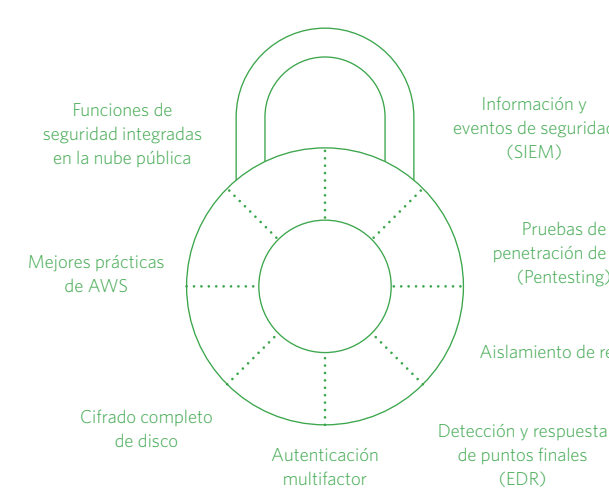 Funciones de
seguridad integradas
en la nube pública
Información y
eventos de seguridad
(SIEM)
Mejores prácticas
de AWS
Pruebas de
penetración de
(Pentesting)
Aislamiento de re
Cifrado completo
de disco
Autenticación
multifactor
Detección y respuesta
de puntos finales
(EDR)